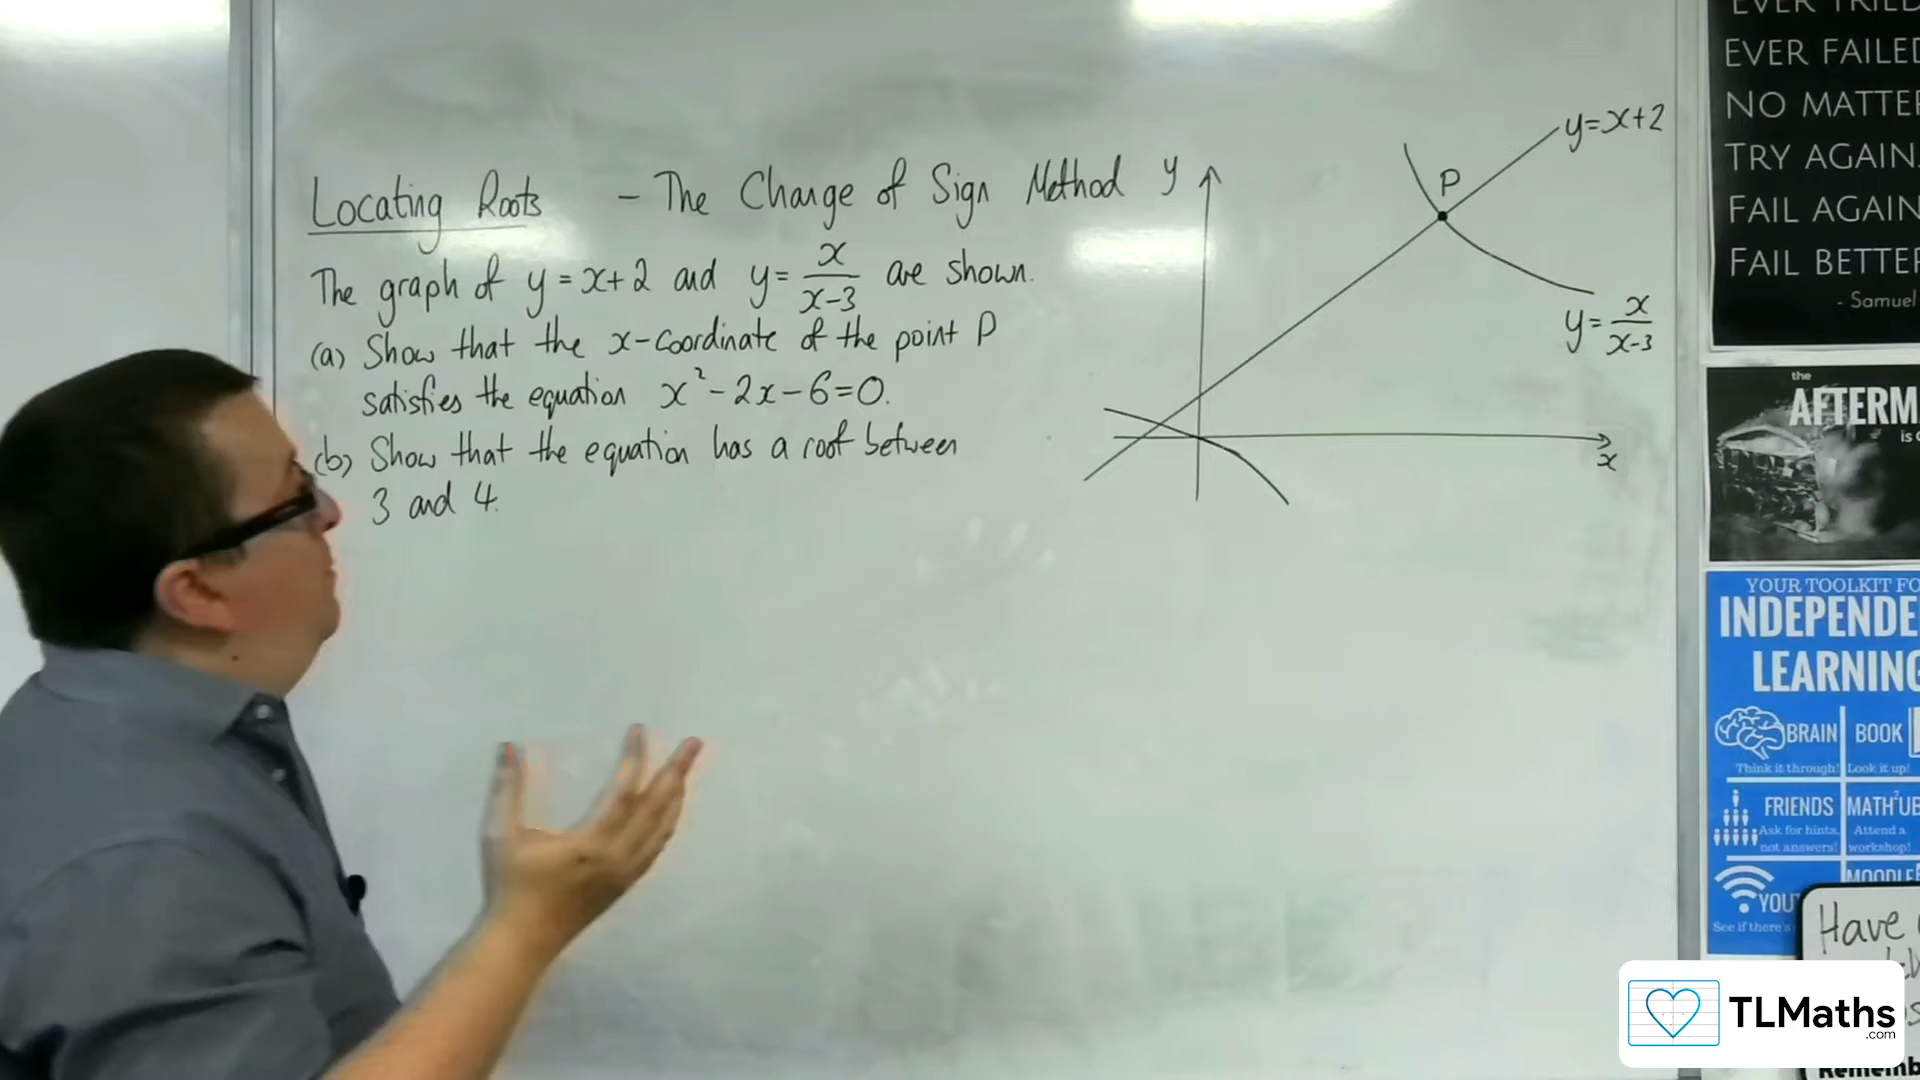 Locating Roots - The Change of Sign Method
The graph of y = x+2 and y = x/(x-3) are shown.
(a) Show that the x-coordinate of the point P
satisfies the equation x² - 2x - 6 = 0.
(b) Show that the equation has a root between
3 and 4.
y
P
y=x+2
y = x/(x-3)
x
EVER TRIED
EVER FAILED
NO MATTER
TRY AGAIN.
FAIL AGAIN
FAIL BETTER
- Samuel
the
AFTERM
is
YOUR TOOLKIT FO
INDEPENDE
LEARNING
BRAIN
Think it through!
BOOK
Look it up!
FRIENDS
Ask for hints,
not answers!
MATH²UB
Attend a
workshop!
YOU
See if there's
MOODLE
Have
TLMaths
.com
Rememb